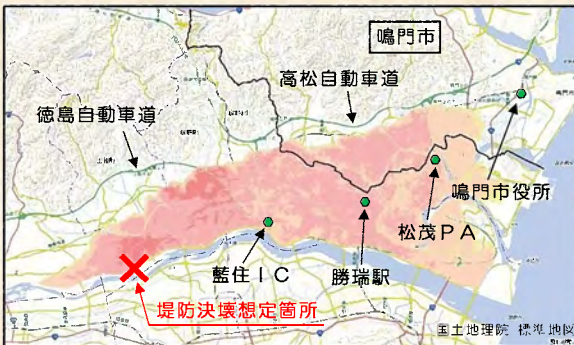 鳴門市
高松自動車道
徳島自動車道
鳴門市役所
松茂PA
藍住IC
勝瑞駅
堤防決壊想定箇所
国土地理院 標準地図